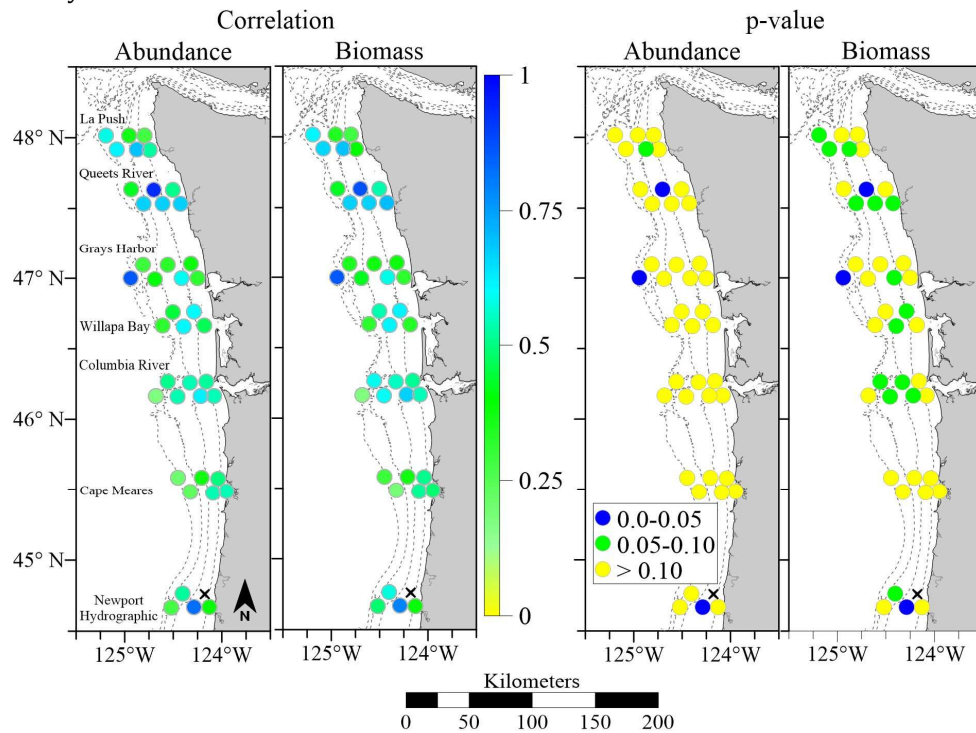 Correlation
p-value
Abundance
Biomass
Abundance
Biomass
La Push
48° N
Queets River
Grays Harbor
47° N
Willapa Bay
Columbia River
46° N
Cape Meares
45° N
Newport
Hydrographic
N
1
0.75
0.5
0.25
0
0.0-0.05
0.05-0.10
> 0.10
125°W
124°W
125°W
124°W
125°W
124°W
125°W
124°W
Kilometers
0
50
100
150
200